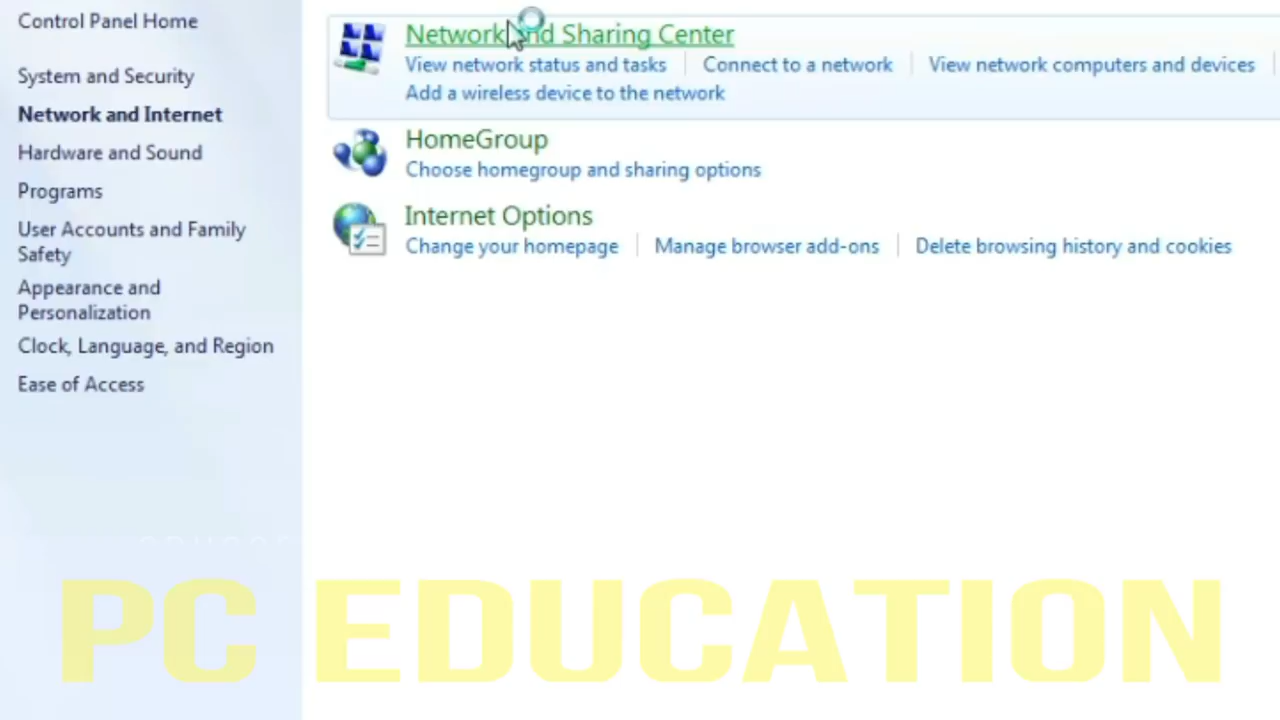 Control Panel Home
System and Security
Network and Internet
Hardware and Sound
Programs
User Accounts and Family
Safety
Appearance and
Personalization
Clock, Language, and Region
Ease of Access
Network and Sharing Center
View network status and tasks
Connect to a network
View network computers and devices
Add a wireless device to the network
HomeGroup
Choose homegroup and sharing options
Internet Options
Change your homepage
Manage browser add-ons
Delete browsing history and cookies
PC EDUCATION